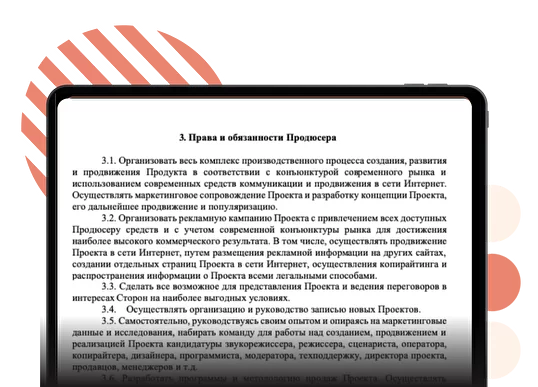 3. Права и обязанности Продюсера
3.1. Организовать весь комплекс производственного процесса создания, развития
и продвижения Продукта в соответствии с конъюнктурой современного рынка и
использованием современных средств коммуникации и продвижения в сети Интернет.
Осуществлять маркетинговое сопровождение Проекта и разработку концепции Проекта,
его дальнейшее продвижение и популяризацию.
3.2. Организовать рекламную кампанию Проекта с привлечением всех доступных
Продюсеру средств и с учетом современной конъюнктуры рынка для достижения
наиболее высокого коммерческого результата. В том числе, осуществлять продвижение
Проекта в сети Интернет, путем размещения рекламной информации на других сайтах,
создании отдельных страниц Проекта в сети Интернет, осуществления копирайтинга и
распространения информации о Проекта всеми легальными способами.
3.3. Сделать все возможное для представления Проекта и ведения переговоров в
интересах Сторон на наиболее выгодных условиях.
3.4. Осуществлять организацию и руководство записью новых Проектов.
3.5. Самостоятельно, руководствуясь своим опытом и опираясь на маркетинговые
данные и исследования, набирать команду для работы над созданием, продвижением и
реализацией Проекта кандидатуры звукорежиссера, режиссера, сценариста, оператора,
копирайтера, дизайнера, программиста, модератора, техподдержку, директора проекта,
продавцов, менеджеров и т.д.
3.6. Разработать программы и методологию продаж Проекта. Осуществлять